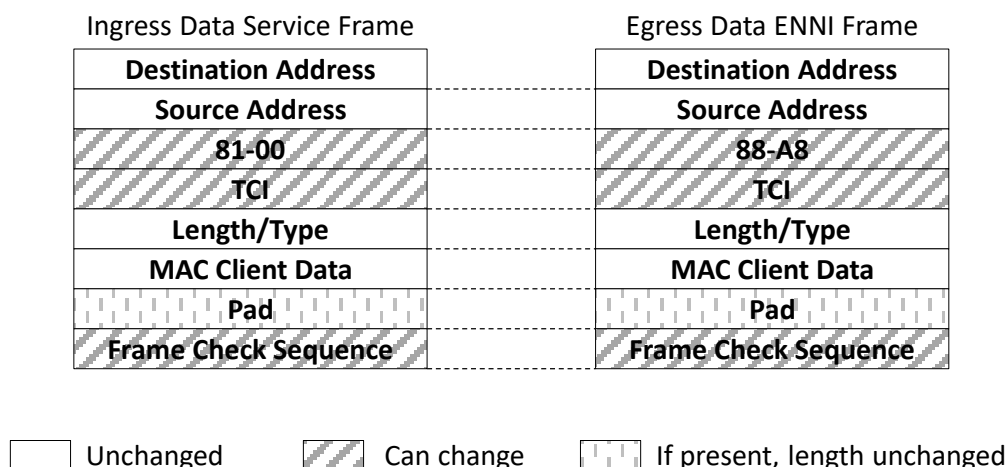 Ingress Data Service Frame
Egress Data ENNI Frame
Destination Address
Destination Address
Source Address
Source Address
81-00
88-A8
TCI
TCI
Length/Type
Length/Type
MAC Client Data
MAC Client Data
Pad
Pad
Frame Check Sequence
Frame Check Sequence
Unchanged
Can change
If present, length unchanged